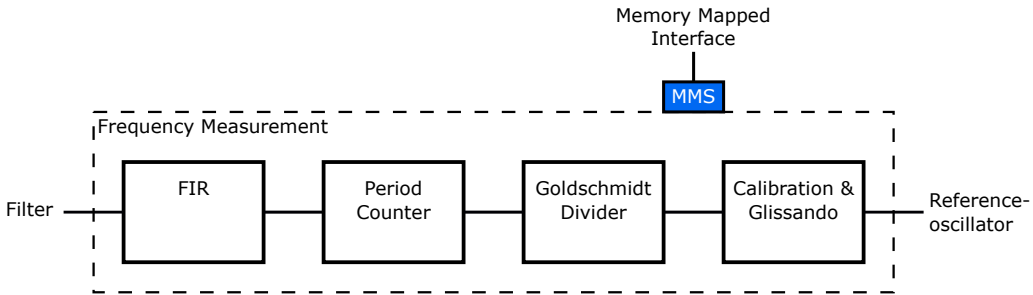 Memory Mapped
Interface
MMS
Frequency Measurement
FIR
Period
Counter
Goldschmidt
Divider
Calibration &
Glissando
Filter
Reference-
oscillator